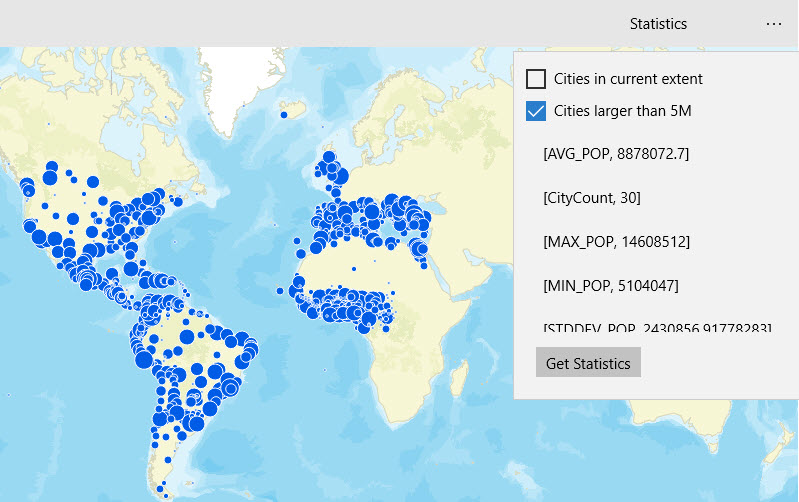 Statistics
Cities in current extent
Cities larger than 5M
[AVG_POP, 8878072.7]
[CityCount, 30]
[MAX_POP, 14608512]
[MIN_POP, 5104047]
[STDDEV_POP, 2430856.91778283]
Get Statistics